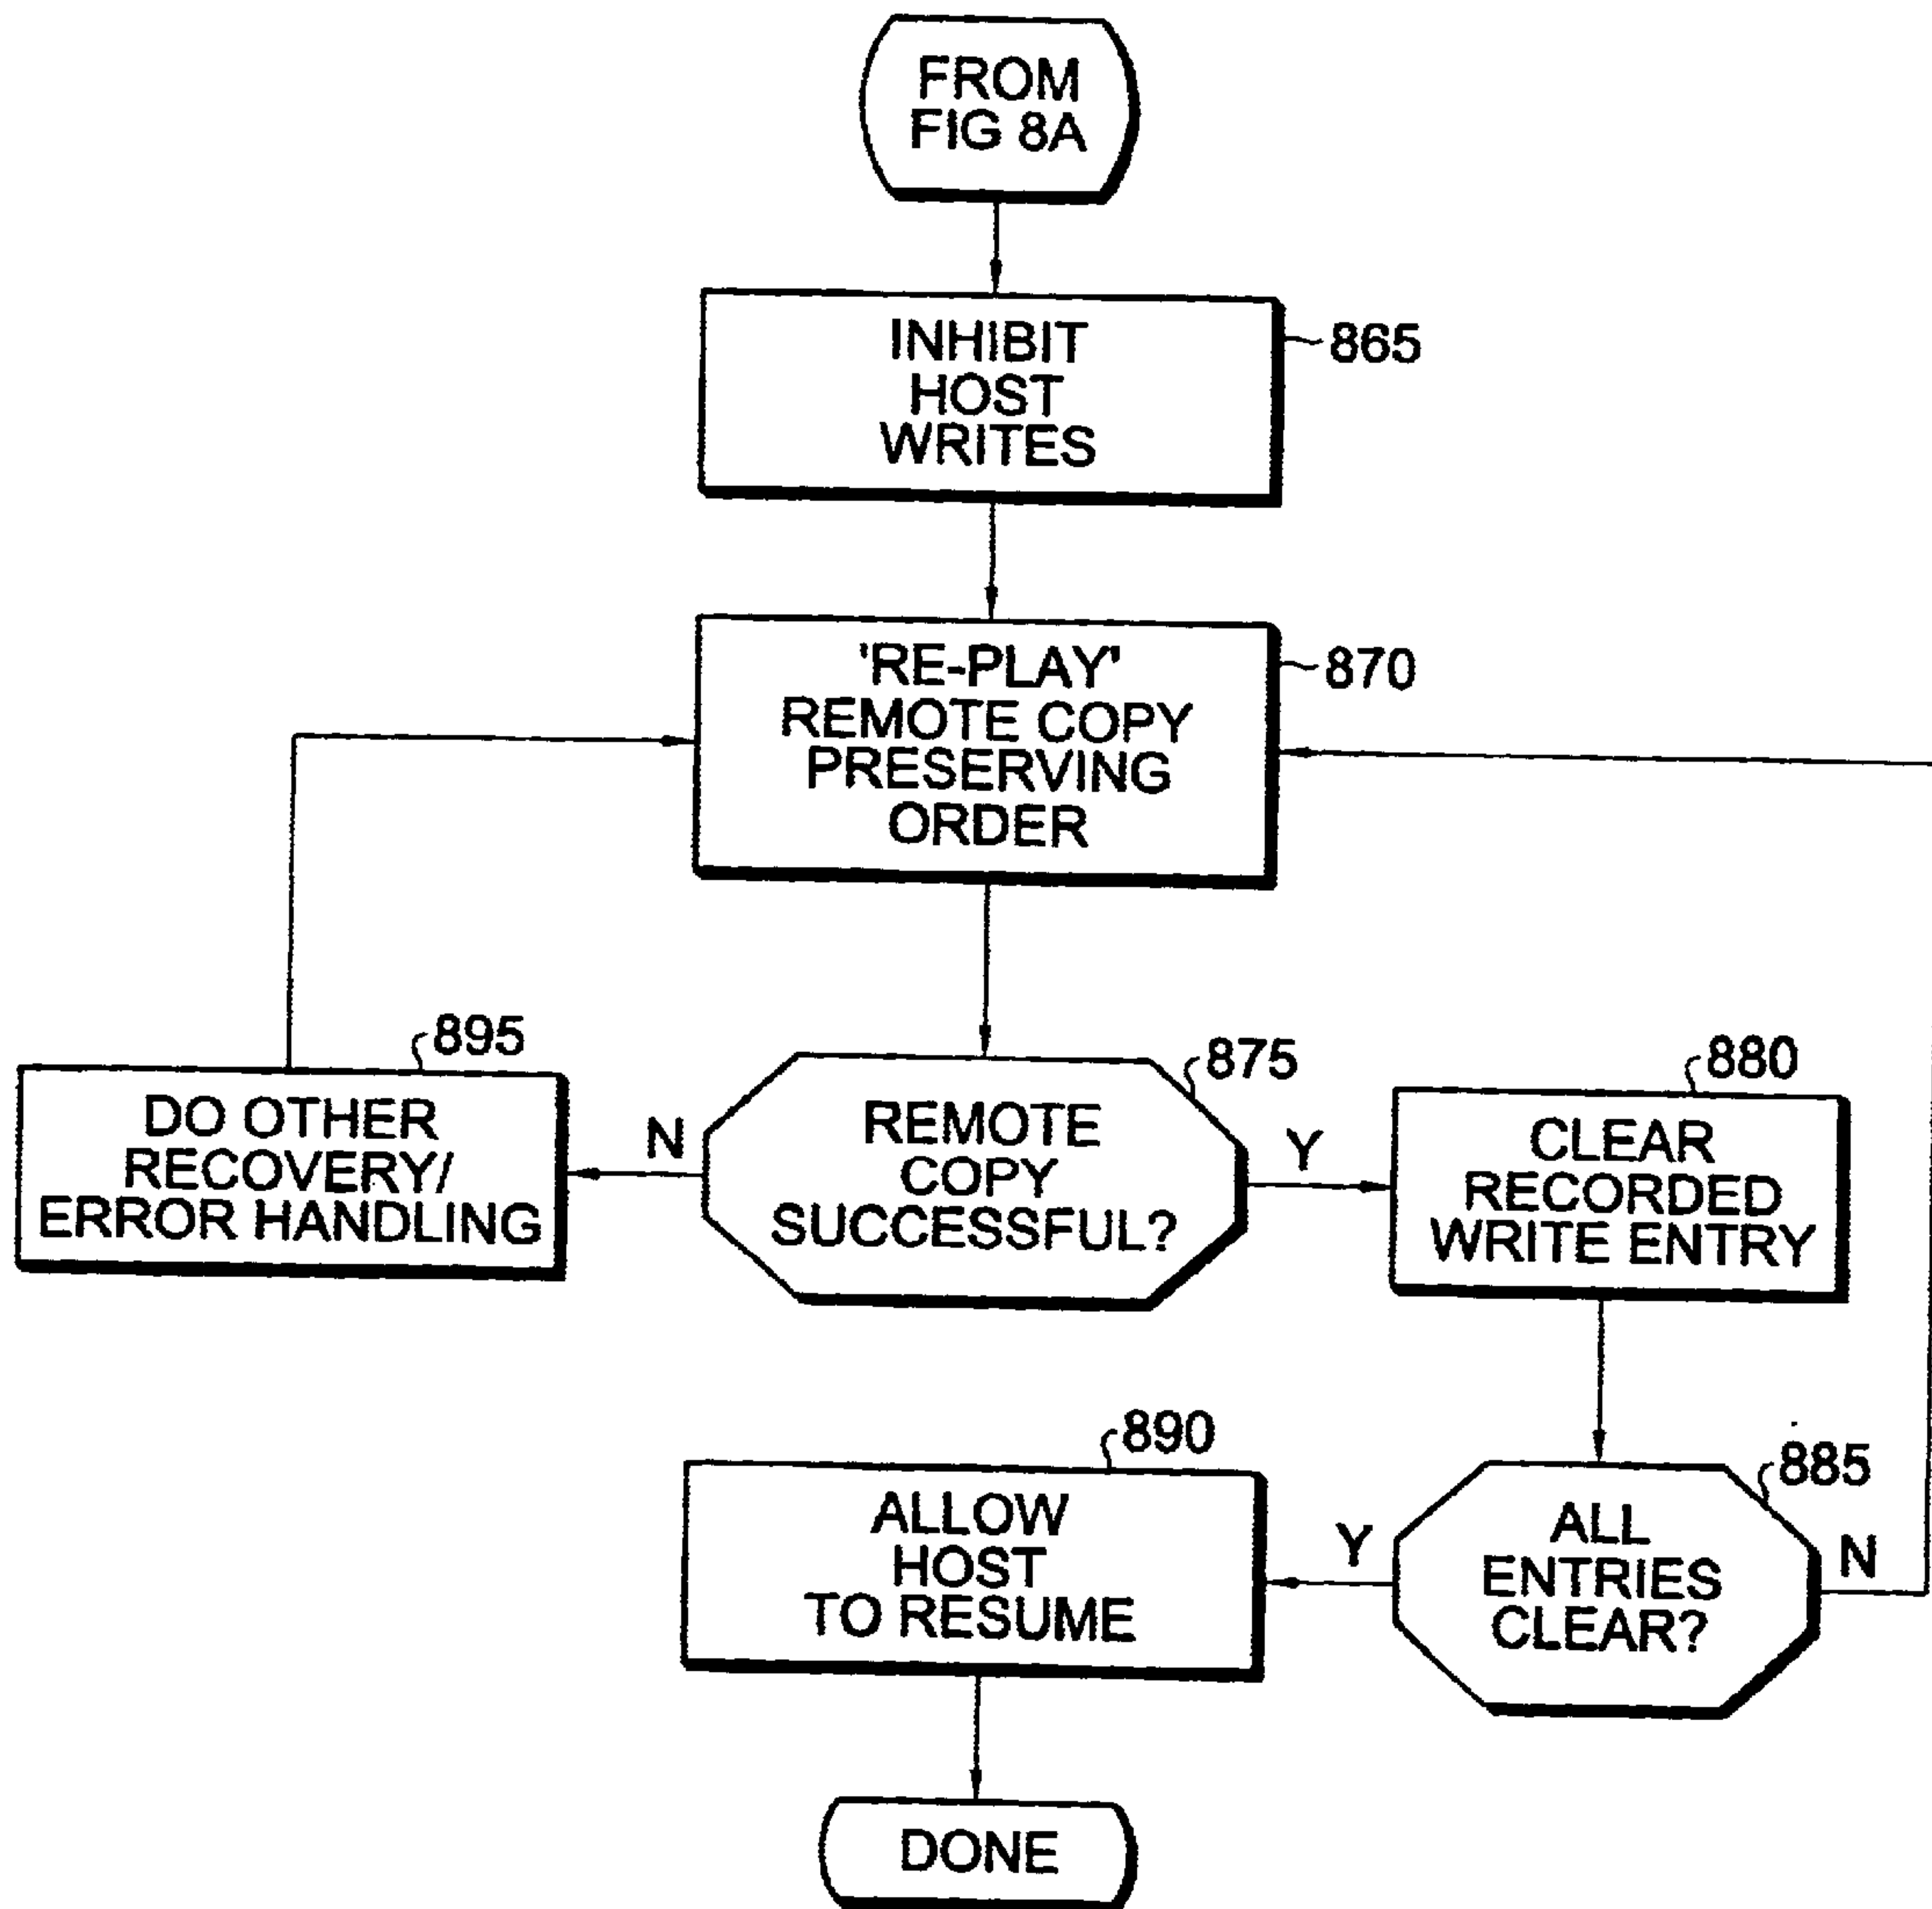 FROM
FIG 8A
INHIBIT
HOST
WRITES
865
'RE-PLAY'
REMOTE COPY
PRESERVING
ORDER
870
895
DO OTHER
RECOVERY/
ERROR HANDLING
N
875
REMOTE
COPY
SUCCESSFUL?
Y
880
CLEAR
RECORDED
WRITE ENTRY
890
ALLOW
HOST
TO RESUME
Y
885
ALL
ENTRIES
CLEAR?
N
DONE